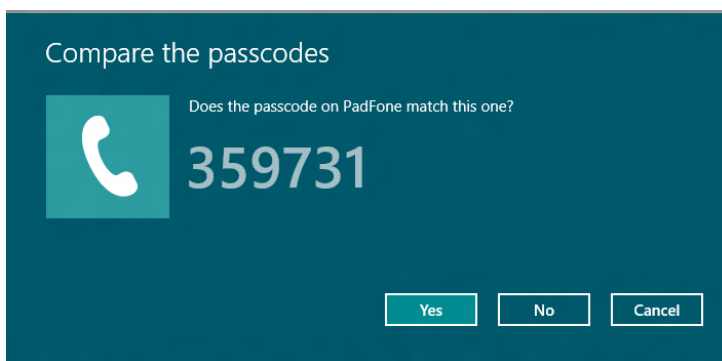 Compare the passcodes
Does the passcode on PadFone match this one?
359731
Yes No Cancel